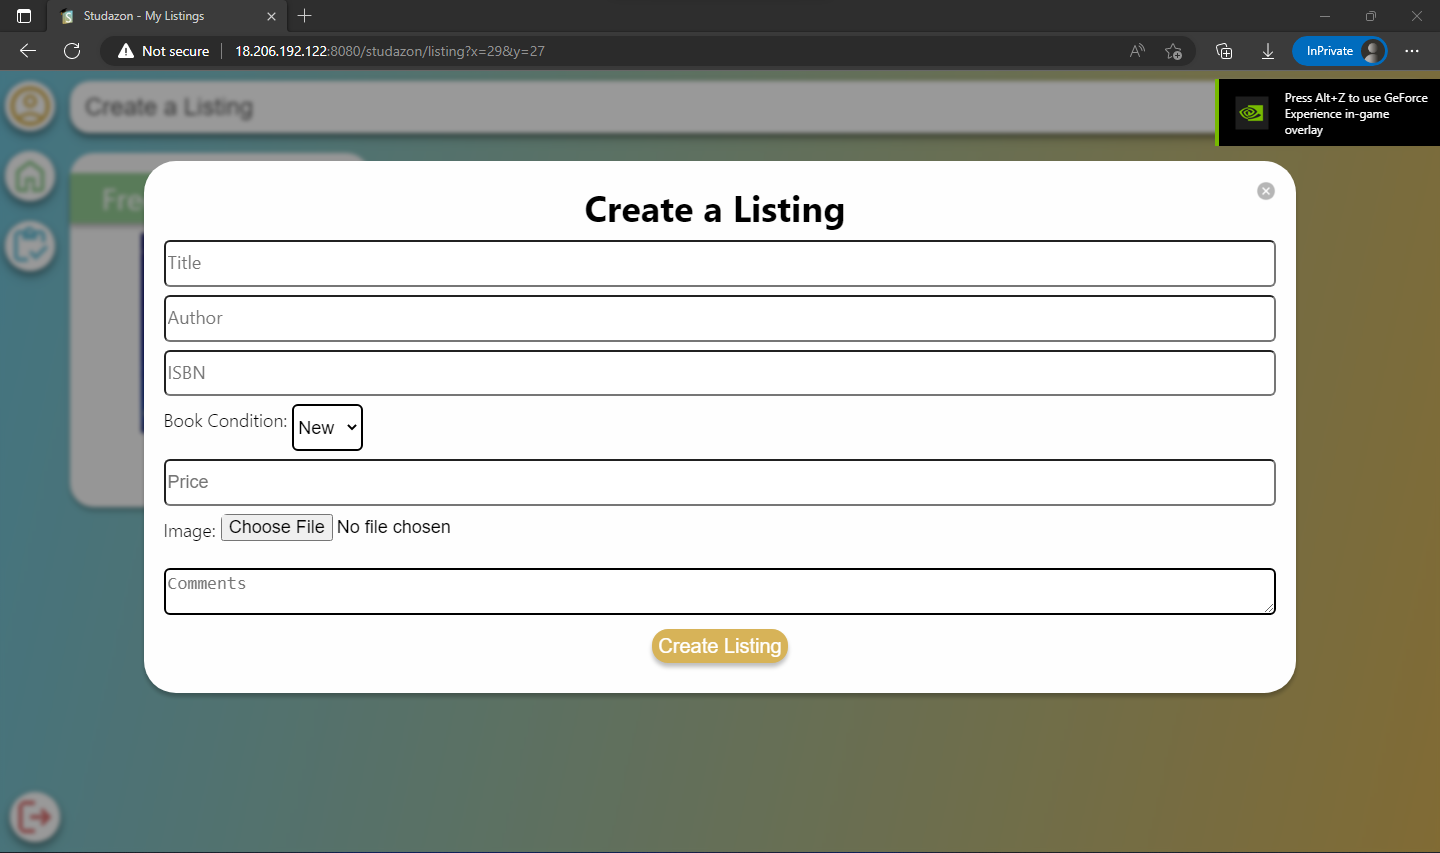 Studazon - My Listings
Not secure
18.206.192.122:8080/studazon/listing?x=29&y=27
InPrivate
Create a Listing
Press Alt+Z to use GeForce
Experience in-game
overlay
Fre
Create a Listing
Title
Author
ISBN
Book Condition: New
Price
Image: Choose File No file chosen
Comments
Create Listing